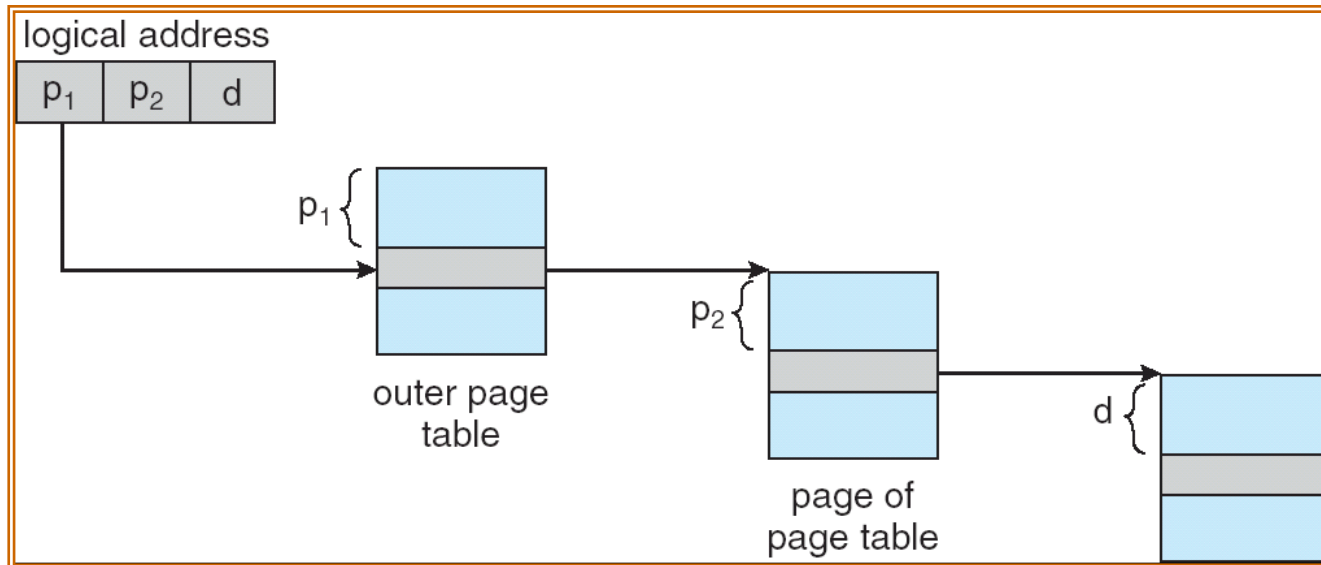 logical address
p₁ p₂ d
p₁
outer page
table
p₂
page of
page table
d